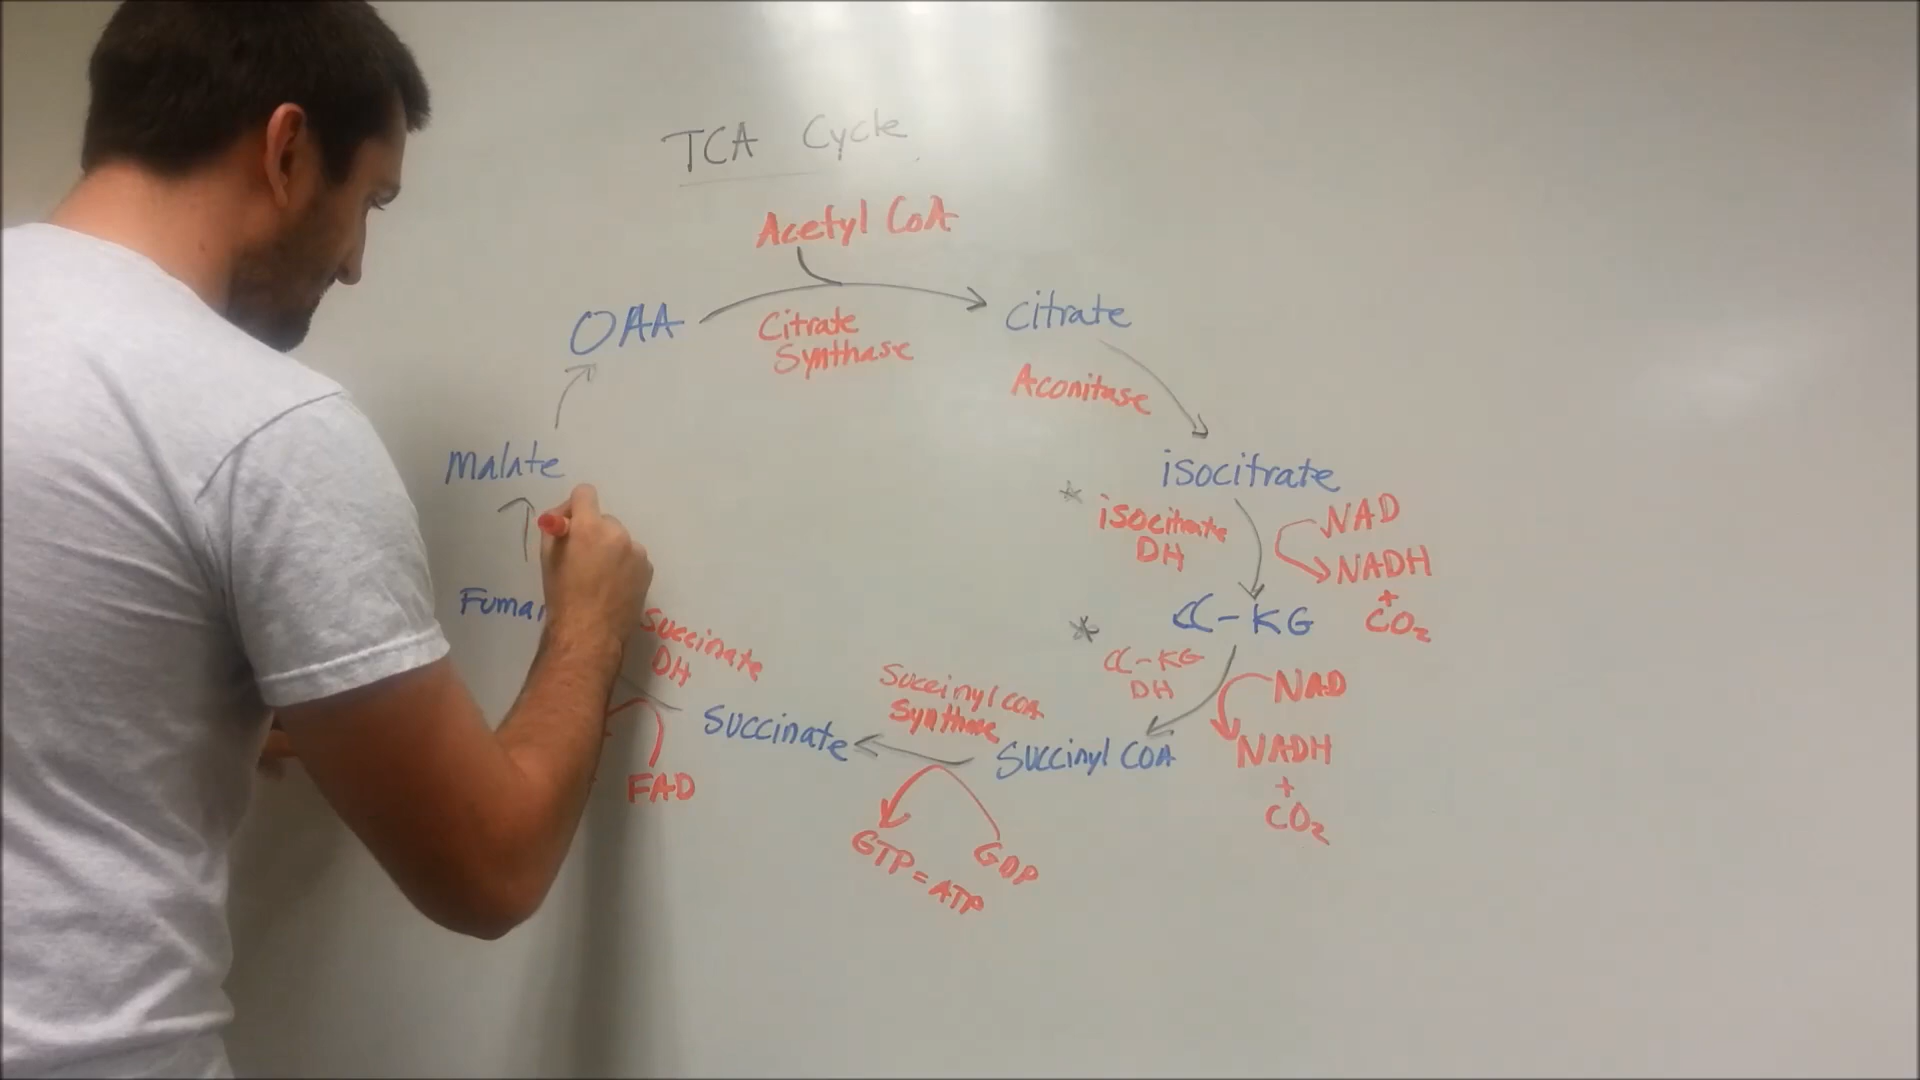 TCA Cycle
Acetyl CoA
OAA
Citrate
Synthase
Citrate
Aconitase
isocitrate
* isocitrate
DH
NAD
NADH
+
CO2
α-KG
* α-KG
DH
NAD
NADH
+
CO2
Succinyl COA
Succinyl COA
GDP
GTP = ATP
Succinate
Succinate
DH
FAD
Malate